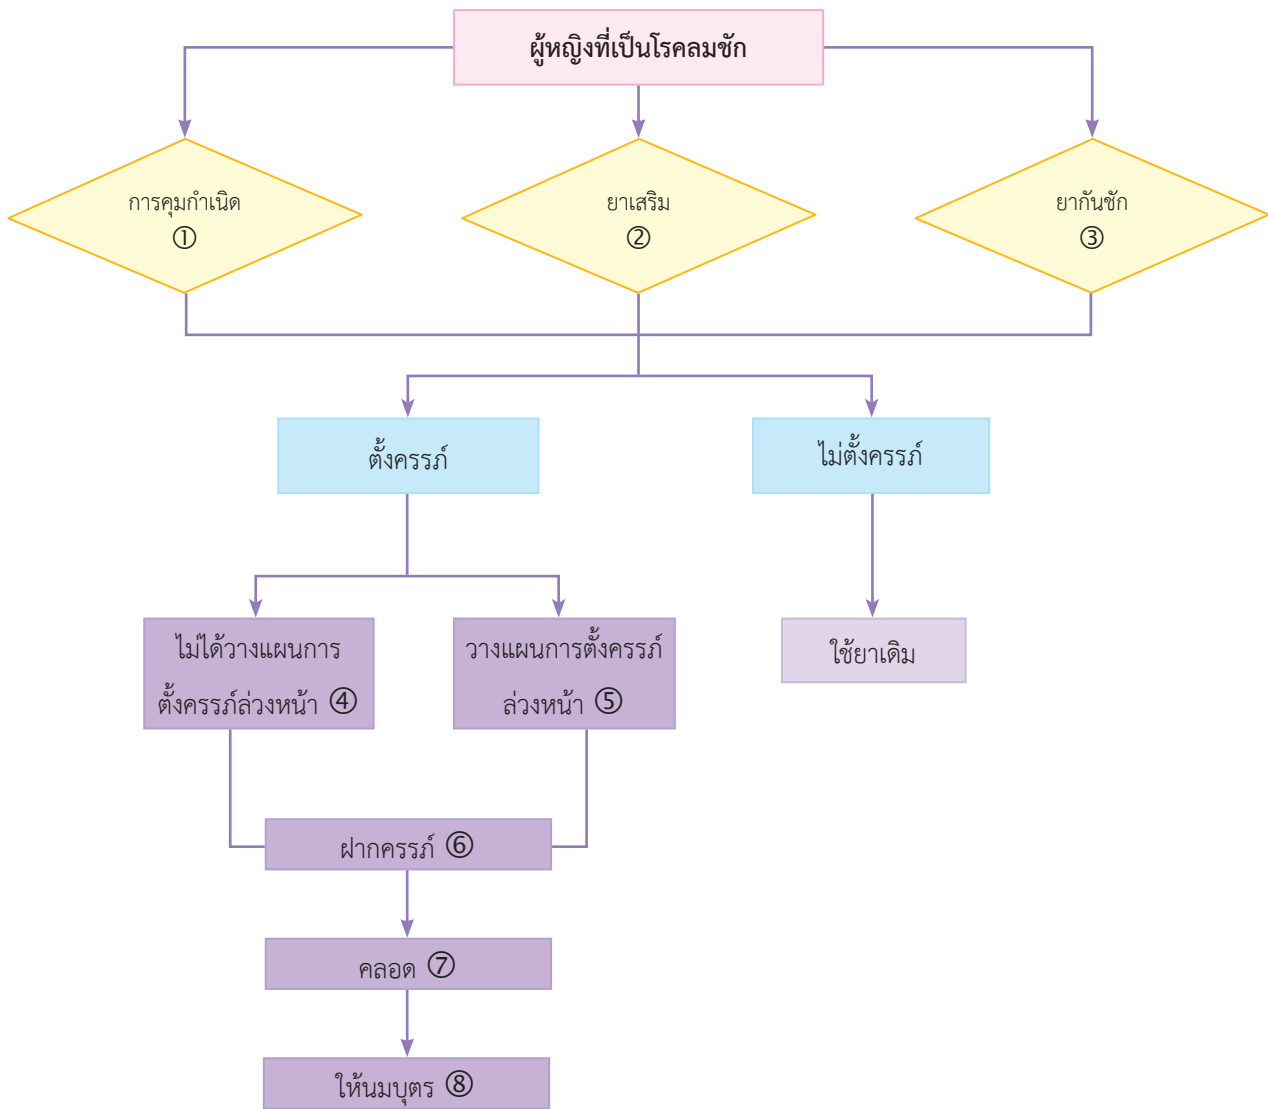 ผู้หญิงที่เป็นโรคลมชัก
การคุมกำเนิด
①
ยาเสริม
②
ยากันชัก
③
ตั้งครรภ์
ไม่ตั้งครรภ์
ไม่ได้วางแผนการ
ตั้งครรภ์ล่วงหน้า ④
วางแผนการตั้งครรภ์
ล่วงหน้า ⑤
ใช้ยาเดิม
ฝากครรภ์ ⑥
คลอด ⑦
ให้นมบุตร ⑧